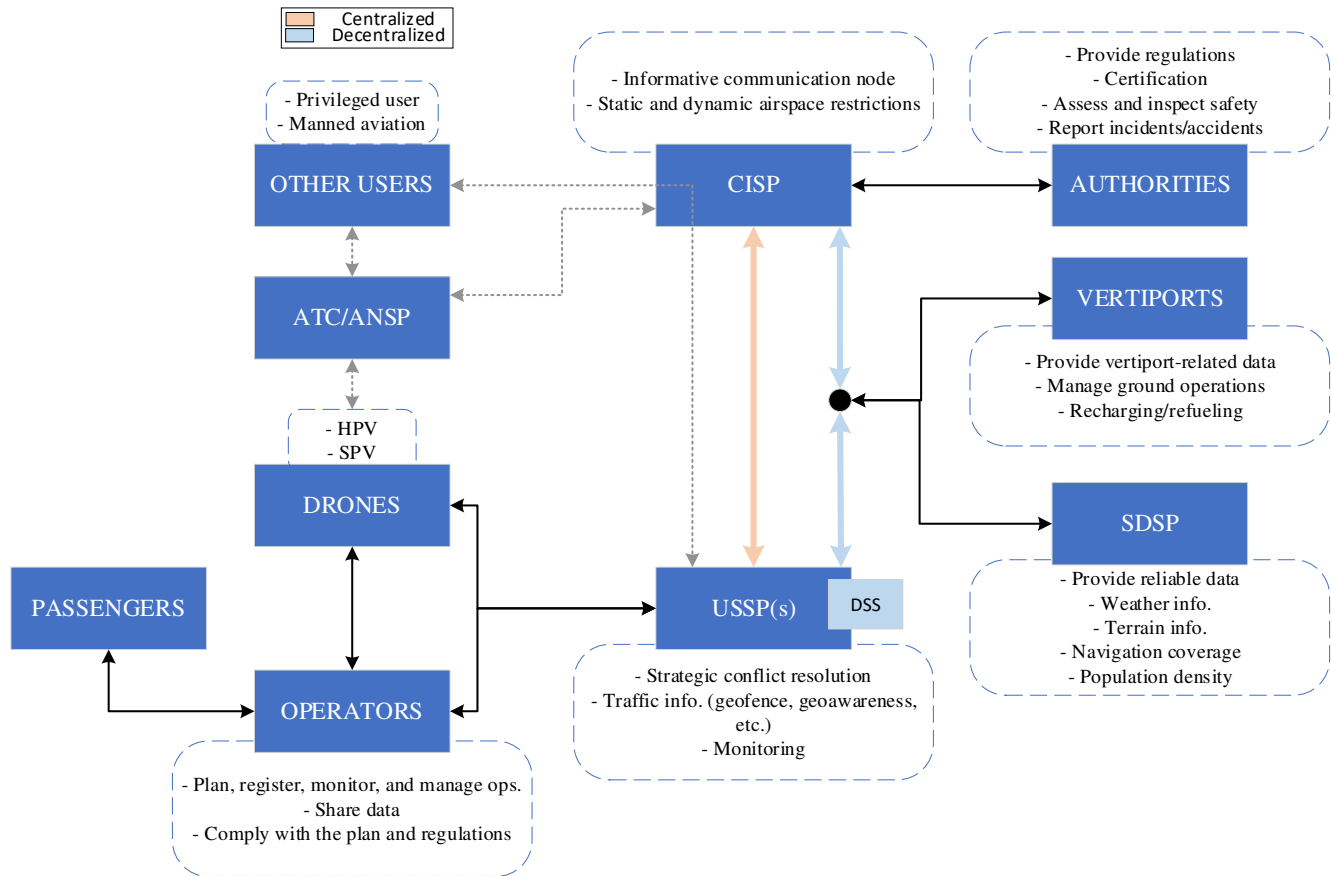 Centralized
Decentralized
- Privileged user
- Manned aviation
OTHER USERS
ATC/ANSP
- HPV
- SPV
DRONES
PASSENGERS
OPERATORS
- Plan, register, monitor, and manage ops.
- Share data
- Comply with the plan and regulations
- Informative communication node
- Static and dynamic airspace restrictions
CISP
USSP(s)
DSS
- Strategic conflict resolution
- Traffic info. (geofence, geoawareness,
etc.)
- Monitoring
- Provide regulations
- Certification
- Assess and inspect safety
- Report incidents/accidents
AUTHORITIES
VERTIPORTS
- Provide vertiport-related data
- Manage ground operations
- Recharging/refueling
SDSP
- Provide reliable data
- Weather info.
- Terrain info.
- Navigation coverage
- Population density